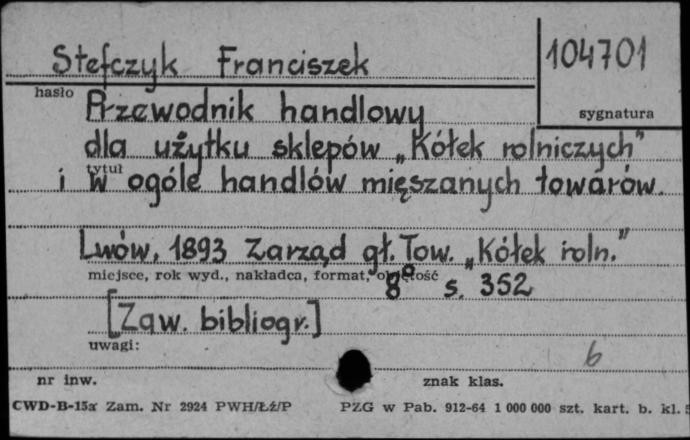 Stefczyk Franciszek
104701
hasło
sygnatura
Przewodnik handlowy
dla użytku sklepów „Kółek rolniczych"
tytuł
i w ogóle handlów mięszanych towarów.
Lwów, 1893 Zarząd gł. Tow. „Kółek roln."
miejsce, rok wyd., nakładca, format, objętość
8° s. 352
[Zaw. bibliogr.]
uwagi:
6
nr inw.
znak klas.
CWD-B-15a Zam. Nr 2924 PWH/Łź/P PZG w Pab. 912-64 1 000 000 szt. kart. b. kl.